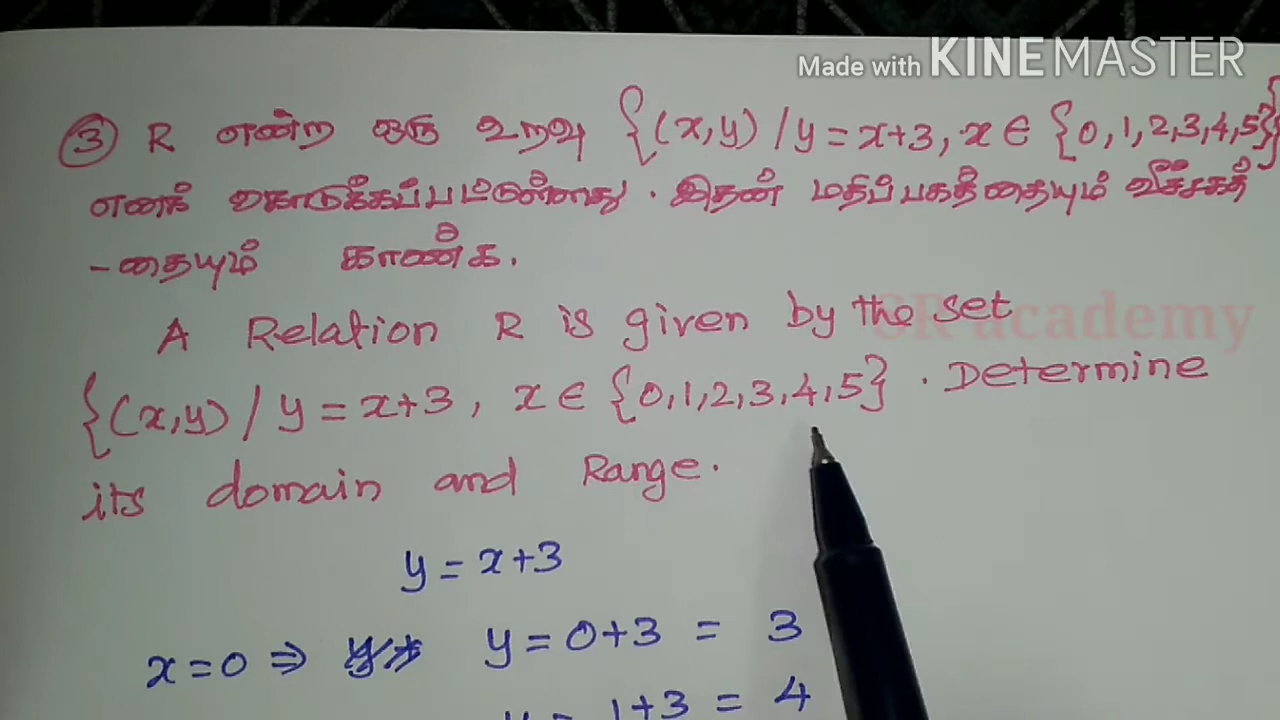 Made with KINEMASTER
③ R என்ற ஒரு உறவு {(x,y) / y = x+3, x ∈ {0,1,2,3,4,5}}
எனக் கொடுக்கப்பட்டுள்ளது. இதன் மதிப்பகத்தையும் வீச்சகத்
-தையும் காண்க.
SR academy
A Relation R is given by the set
{(x,y) / y = x+3, x ∈ {0,1,2,3,4,5}. Determine
its domain and Range.
y = x+3
x = 0 ⇒ y = 0+3 = 3
y = 1+3 = 4